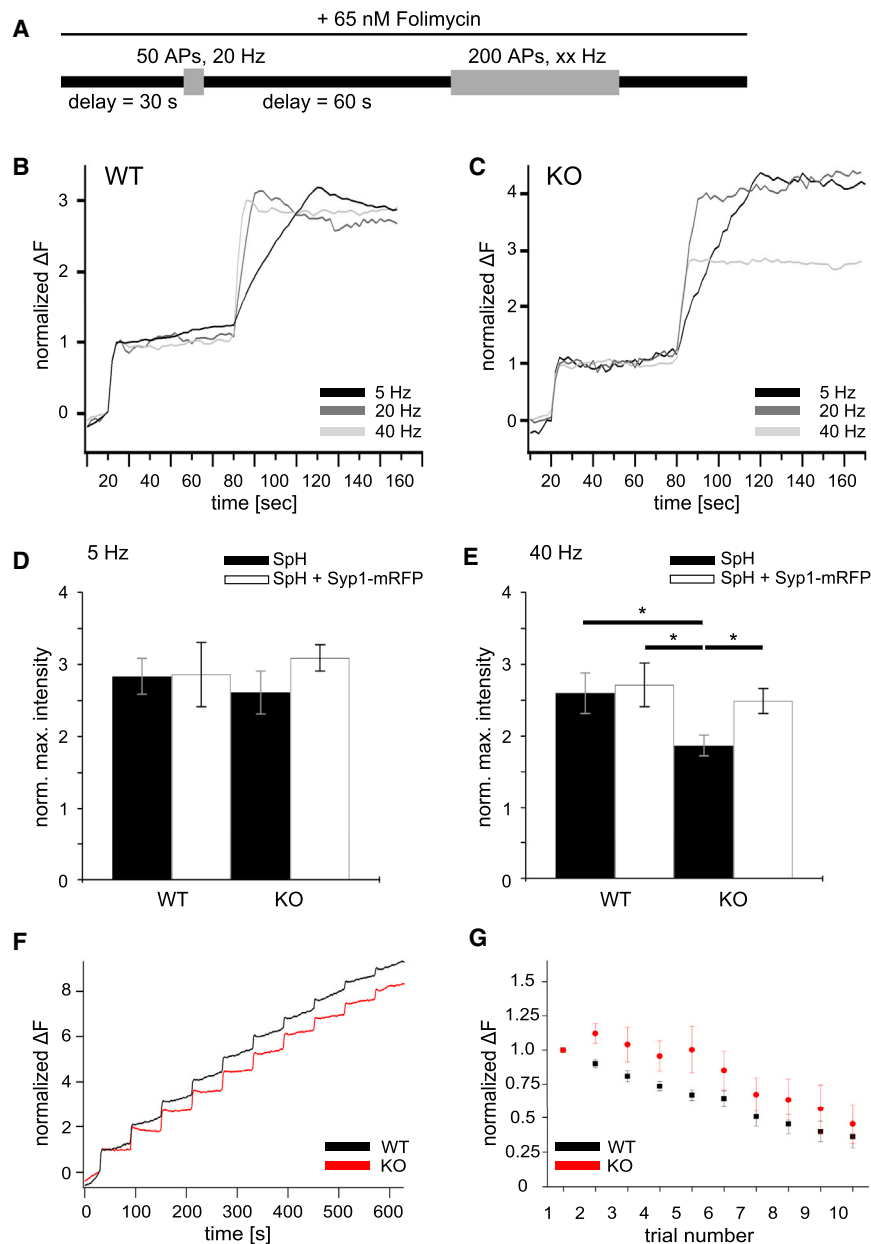 A
+ 65 nM Folimycin
50 APs, 20 Hz
200 APs, xx Hz
delay = 30 s
delay = 60 s
B
WT
normalized ΔF
3
2
1
0
5 Hz
20 Hz
40 Hz
20 40 60 80 100 120 140 160
time [sec]
C
KO
normalized ΔF
4
3
2
1
0
5 Hz
20 Hz
40 Hz
20 40 60 80 100 120 140 160
time [sec]
D
5 Hz
SpH
SpH + Syp1-mRFP
norm. max. intensity
4
3
2
1
0
WT KO
E
40 Hz
SpH
SpH + Syp1-mRFP
norm. max. intensity
4
3
2
1
0
*
* *
WT KO
F
normalized ΔF
8
6
4
2
0
WT
KO
0 100 200 300 400 500 600
time [s]
G
normalized ΔF
1.5
1.25
1.0
0.75
0.5
0.25
0
WT
KO
1 2 3 4 5 6 7 8 9 10
trial number